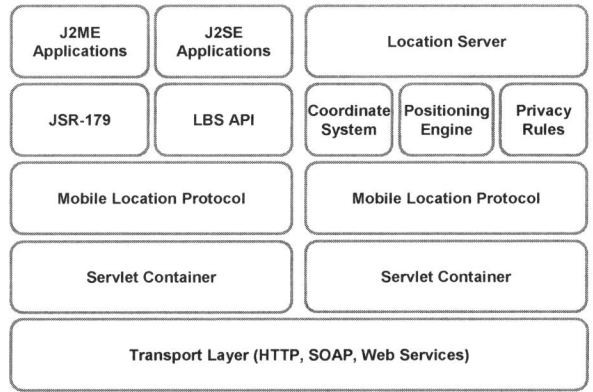 J2ME
Applications
J2SE
Applications
Location Server
JSR-179
LBS API
Coordinate
System
Positioning
Engine
Privacy
Rules
Mobile Location Protocol
Mobile Location Protocol
Servlet Container
Servlet Container
Transport Layer (HTTP, SOAP, Web Services)